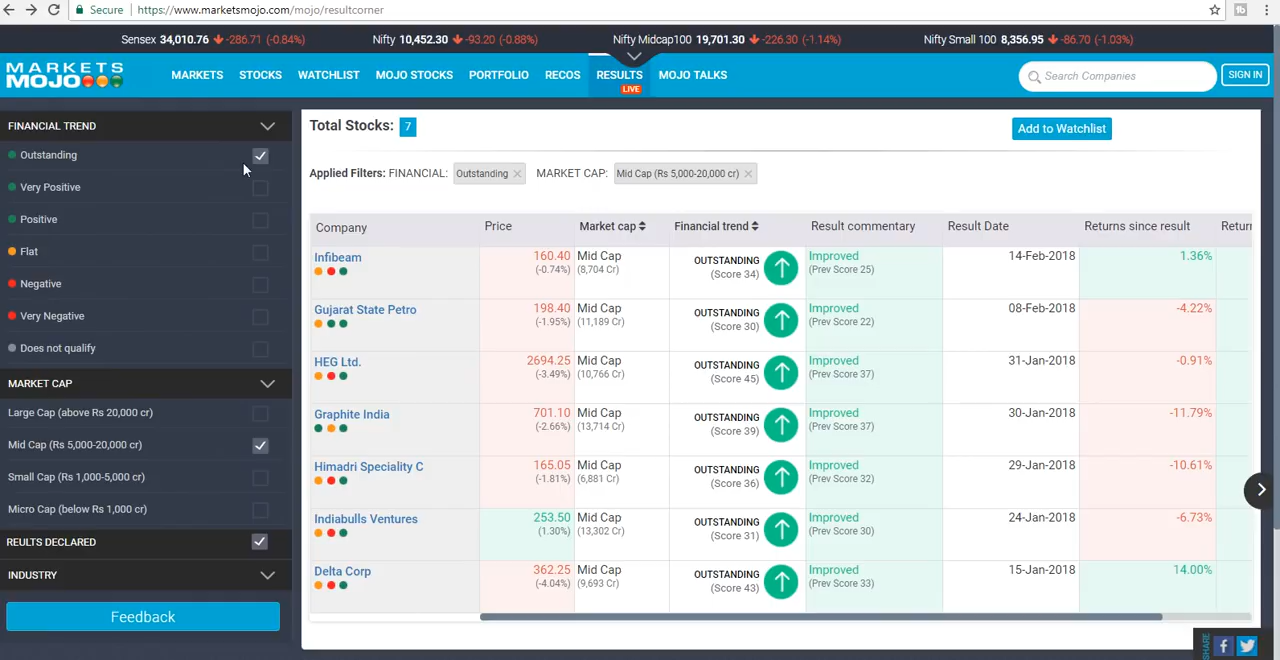 Secure https://www.marketsmojo.com/mojo/resultcorner
Sensex 34,010.76 -286.71 (-0.84%) Nifty 10,452.30 -93.20 (-0.88%) Nifty Midcap100 19,701.30 -226.30 (-1.14%) Nifty Small 100 8,356.95 -86.70 (-1.03%)
MARKETS MOJO
MARKETS STOCKS WATCHLIST MOJO STOCKS PORTFOLIO RECOS RESULTS MOJO TALKS
LIVE
Search Companies
SIGN IN
FINANCIAL TREND
Outstanding
Very Positive
Positive
Flat
Negative
Very Negative
Does not qualify
MARKET CAP
Large Cap (above Rs 20,000 cr)
Mid Cap (Rs 5,000-20,000 cr)
Small Cap (Rs 1,000-5,000 cr)
Micro Cap (below Rs 1,000 cr)
REULTS DECLARED
INDUSTRY
Feedback
Total Stocks: 7
Add to Watchlist
Applied Filters: FINANCIAL: Outstanding × MARKET CAP: Mid Cap (Rs 5,000-20,000 cr) ×
Company Price Market cap Financial trend Result commentary Result Date Returns since result Return
Infibeam 160.40 Mid Cap OUTSTANDING Improved 14-Feb-2018 1.36%
(-0.74%) (8,704 Cr) (Score 34) (Prev Score 25)
Gujarat State Petro 198.40 Mid Cap OUTSTANDING Improved 08-Feb-2018 -4.22%
(-1.95%) (11,189 Cr) (Score 30) (Prev Score 22)
HEG Ltd. 2694.25 Mid Cap OUTSTANDING Improved 31-Jan-2018 -0.91%
(-3.49%) (10,766 Cr) (Score 45) (Prev Score 37)
Graphite India 701.10 Mid Cap OUTSTANDING Improved 30-Jan-2018 -11.79%
(-2.66%) (13,714 Cr) (Score 39) (Prev Score 37)
Himadri Speciality C 165.05 Mid Cap OUTSTANDING Improved 29-Jan-2018 -10.61%
(-1.81%) (6,881 Cr) (Score 36) (Prev Score 32)
Indiabulls Ventures 253.50 Mid Cap OUTSTANDING Improved 24-Jan-2018 -6.73%
(1.30%) (13,302 Cr) (Score 31) (Prev Score 30)
Delta Corp 362.25 Mid Cap OUTSTANDING Improved 15-Jan-2018 14.00%
(-4.04%) (9,693 Cr) (Score 43) (Prev Score 33)
SHARE